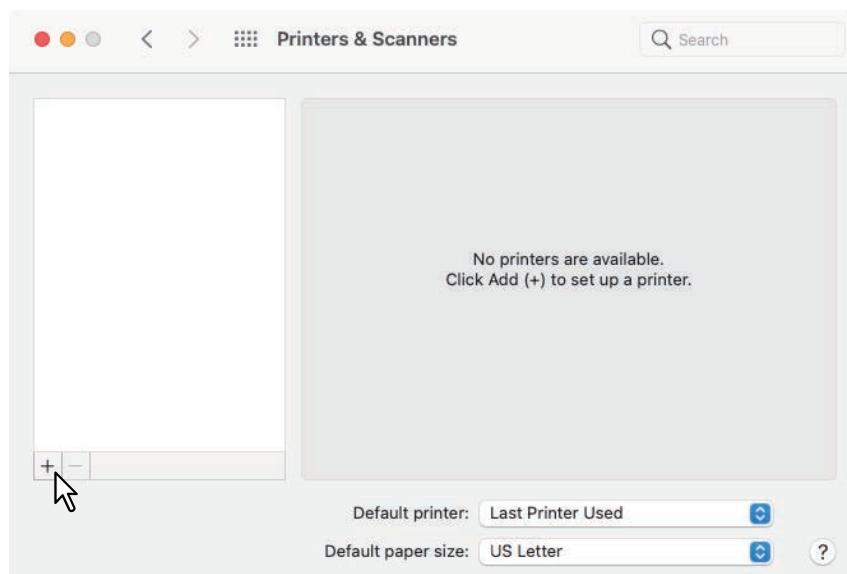 Printers & Scanners
Search
No printers are available.
Click Add (+) to set up a printer.
+ −
Default printer: Last Printer Used
Default paper size: US Letter
?